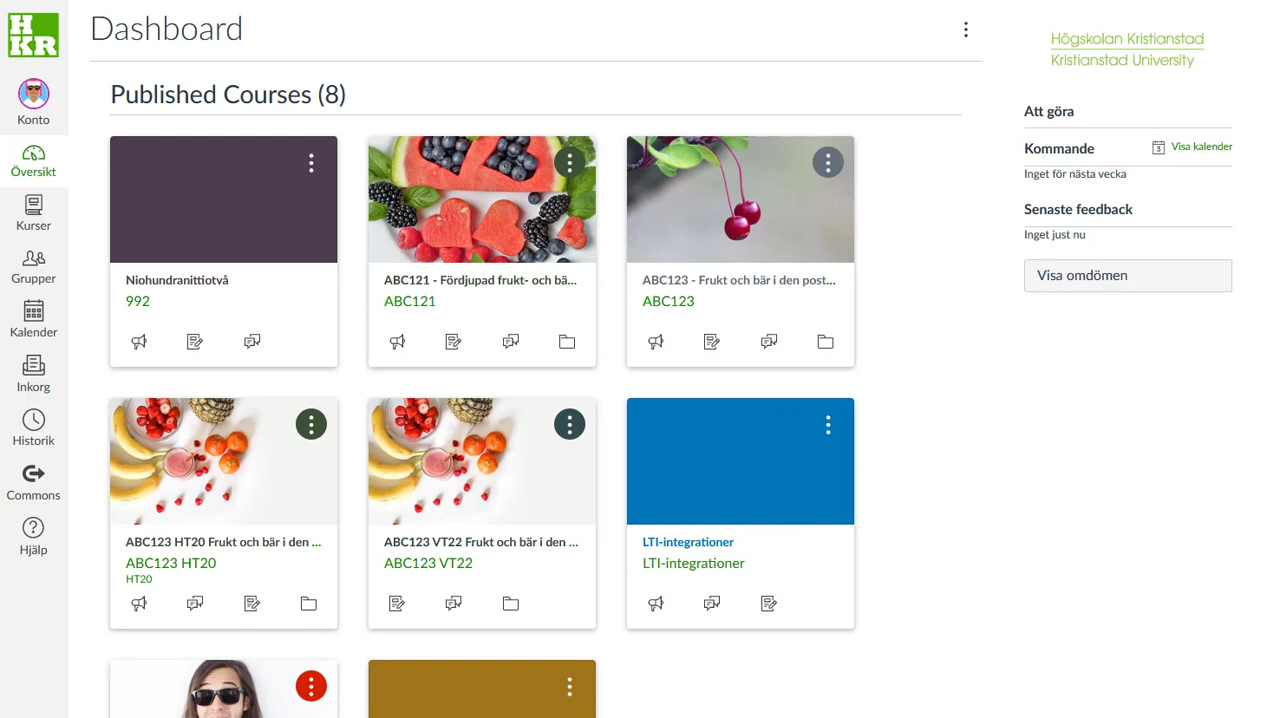 HKR
Dashboard
Högskolan Kristianstad
Kristianstad University
Konto
Översikt
Kurser
Grupper
Kalender
Inkorg
Historik
Commons
Hjälp
Published Courses (8)
Niohundranittiotvå
992
ABC121 - Fördjupad frukt- och bä...
ABC121
ABC123 - Frukt och bär i den post...
ABC123
ABC123 HT20 Frukt och bär i den ...
ABC123 HT20
HT20
ABC123 VT22 Frukt och bär i den ...
ABC123 VT22
LTI-integrationer
LTI-integrationer
Att göra
Kommande
Visa kalender
Inget för nästa vecka
Senaste feedback
Inget just nu
Visa omdömen